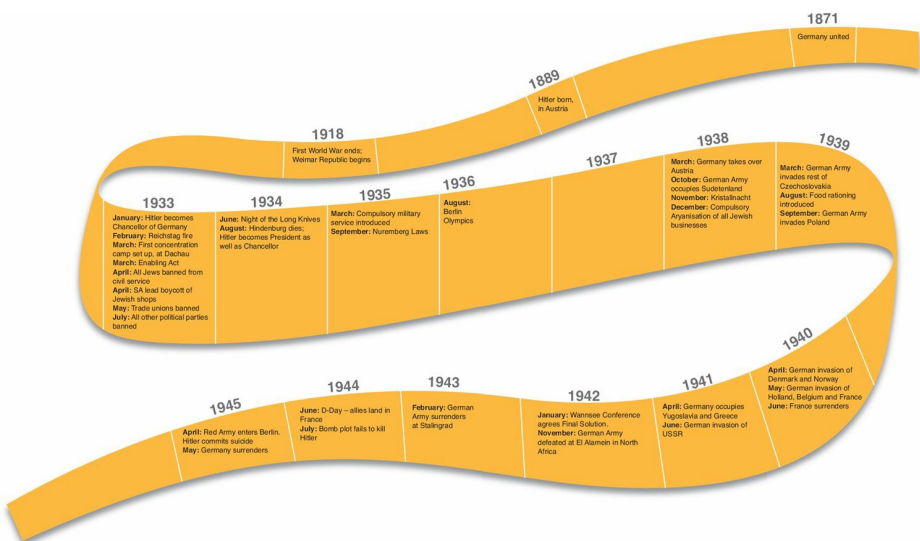 1871
Germany united
1889
Hitler born,
in Austria
1918
First World War ends;
Weimar Republic begins
1933
January: Hitler becomes
Chancellor of Germany
February: Reichstag fire
March: First concentration
camp set up, at Dachau
March: Enabling Act
April: All Jews banned from
civil service
April: SA lead boycott of
Jewish shops
May: Trade unions banned
July: All other political parties
banned
1934
June: Night of the Long Knives
August: Hindenburg dies;
Hitler becomes President as
well as Chancellor
1935
March: Compulsory military
service introduced
September: Nuremberg Laws
1936
August:
Berlin
Olympics
1937
1938
March: Germany takes over
Austria
October: German Army
occupies Sudetenland
November: Kristallnacht
December: Compulsory
Aryanisation of all Jewish
businesses
1939
March: German Army
invades rest of
Czechoslovakia
August: Food rationing
introduced
September: German Army
invades Poland
1940
April: German invasion of
Denmark and Norway
May: German invasion of
Holland, Belgium and France
June: France surrenders
1941
April: Germany occupies
Yugoslavia and Greece
June: German invasion of
USSR
1942
January: Wannsee Conference
agrees Final Solution.
November: German Army
defeated at El Alamein in North
Africa
1943
February: German
Army surrenders
at Stalingrad
1944
June: D-Day – allies land in
France
July: Bomb plot fails to kill
Hitler
1945
April: Red Army enters Berlin.
Hitler commits suicide
May: Germany surrenders